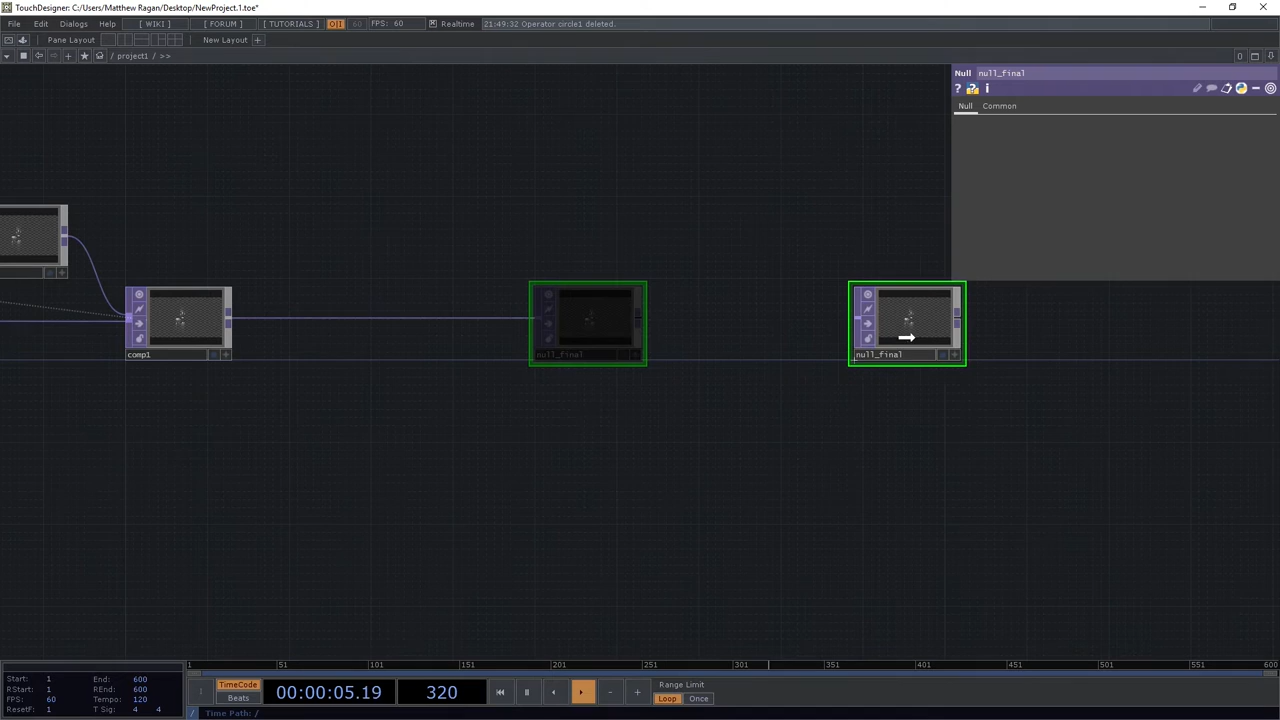 TouchDesigner: C:/Users/Matthew Ragan/Desktop/NewProject.1.toe*
File Edit Dialogs Help [ WIKI ] [ FORUM ] [ TUTORIALS ] O|I 60 FPS: 60 Realtime 21:49:32 Operator circle1 deleted.
Pane Layout New Layout +
/ project1 / >> 0
Null null_final
? ? i
Null Common
comp1
null_final
null_final
1 51 101 151 201 251 301 351 401 451 501 551 600
Start: 1 End: 600
RStart: 1 REnd: 600
FPS: 60 Tempo: 120
ResetF: 1 T Sig: 4 4
TimeCode
Beats
00:00:05.19 320
Range Limit
Loop Once
/ Time Path: /